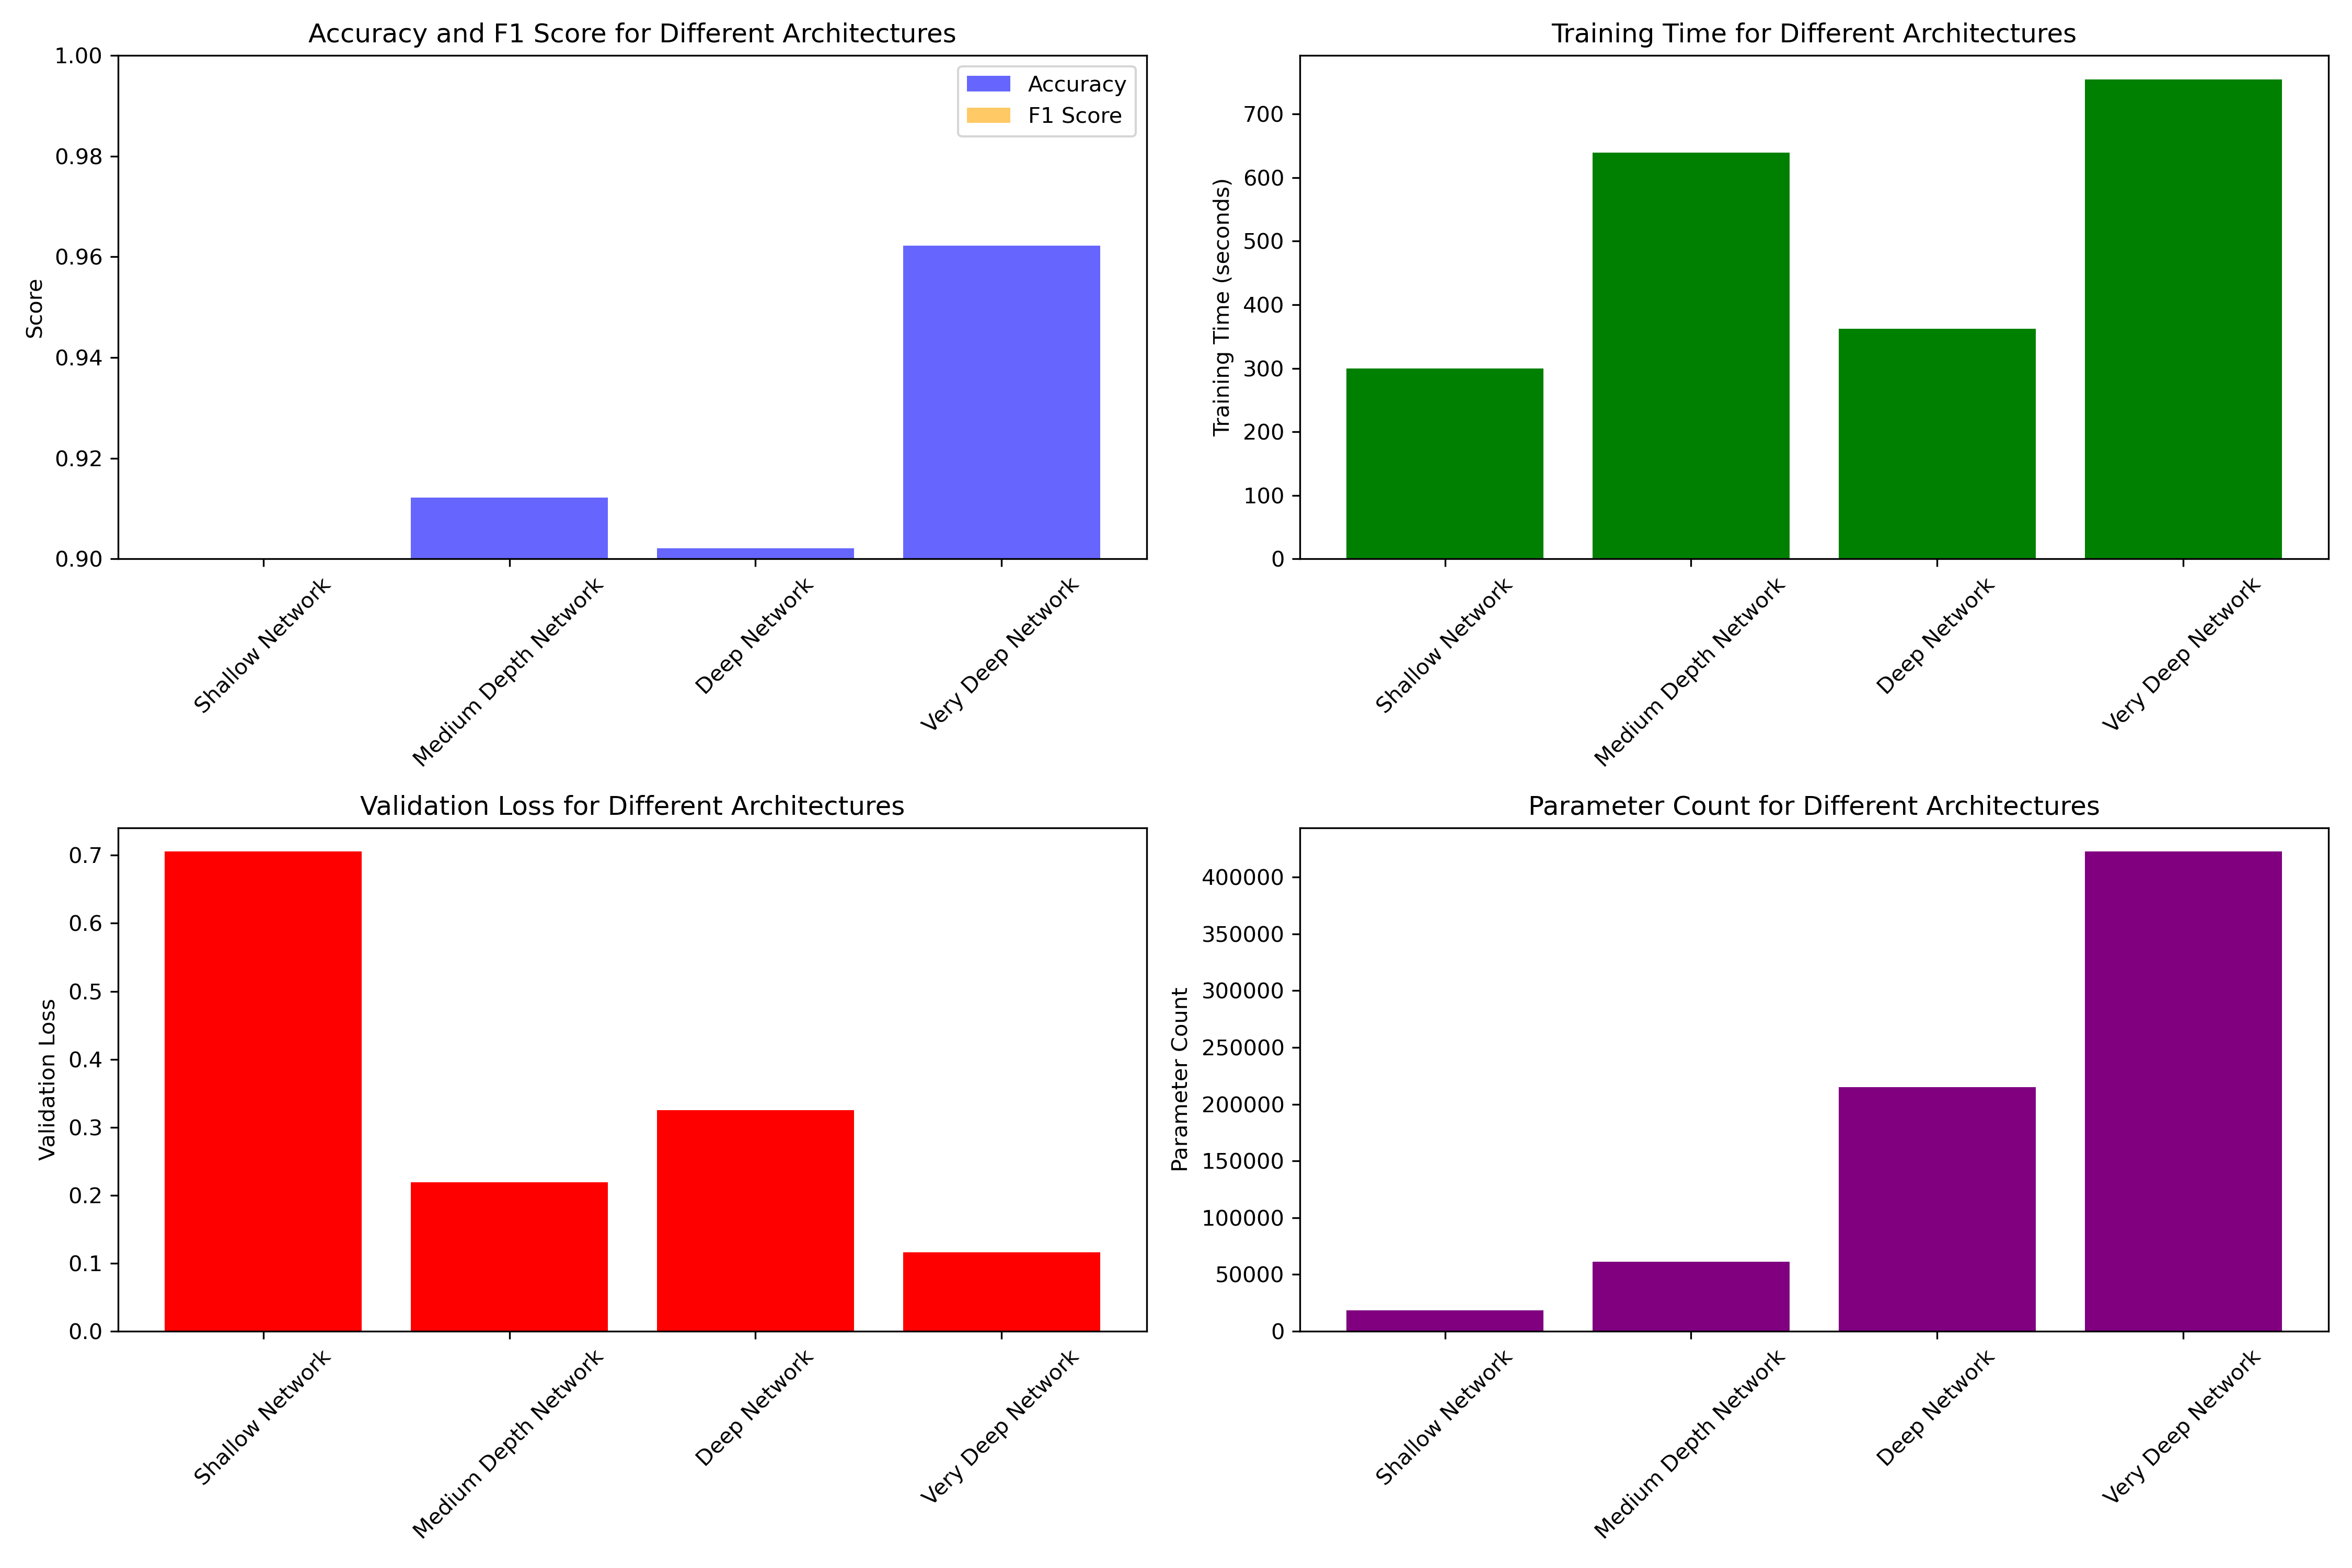 Accuracy and F1 Score for Different Architectures
1.00
0.98
0.96
0.94
0.92
0.90
Score
Accuracy
F1 Score
Shallow Network
Medium Depth Network
Deep Network
Very Deep Network
Training Time for Different Architectures
700
600
500
400
300
200
100
0
Training Time (seconds)
Shallow Network
Medium Depth Network
Deep Network
Very Deep Network
Validation Loss for Different Architectures
0.7
0.6
0.5
0.4
0.3
0.2
0.1
0.0
Validation Loss
Shallow Network
Medium Depth Network
Deep Network
Very Deep Network
Parameter Count for Different Architectures
400000
350000
300000
250000
200000
150000
100000
50000
0
Parameter Count
Shallow Network
Medium Depth Network
Deep Network
Very Deep Network